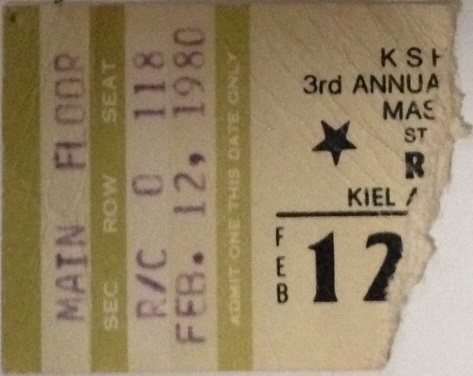 MAIN FLOOR
SEC ROW SEAT
R/C O 118
FEB. 12, 1980
ADMIT ONE THIS DATE ONLY
K S H
3rd ANNUA
MAS
ST
R
KIEL A
FEB
12